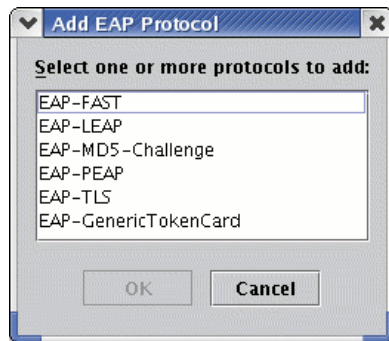 Add EAP Protocol
Select one or more protocols to add:
EAP-FAST
EAP-LEAP
EAP-MD5-Challenge
EAP-PEAP
EAP-TLS
EAP-GenericTokenCard
OK
Cancel